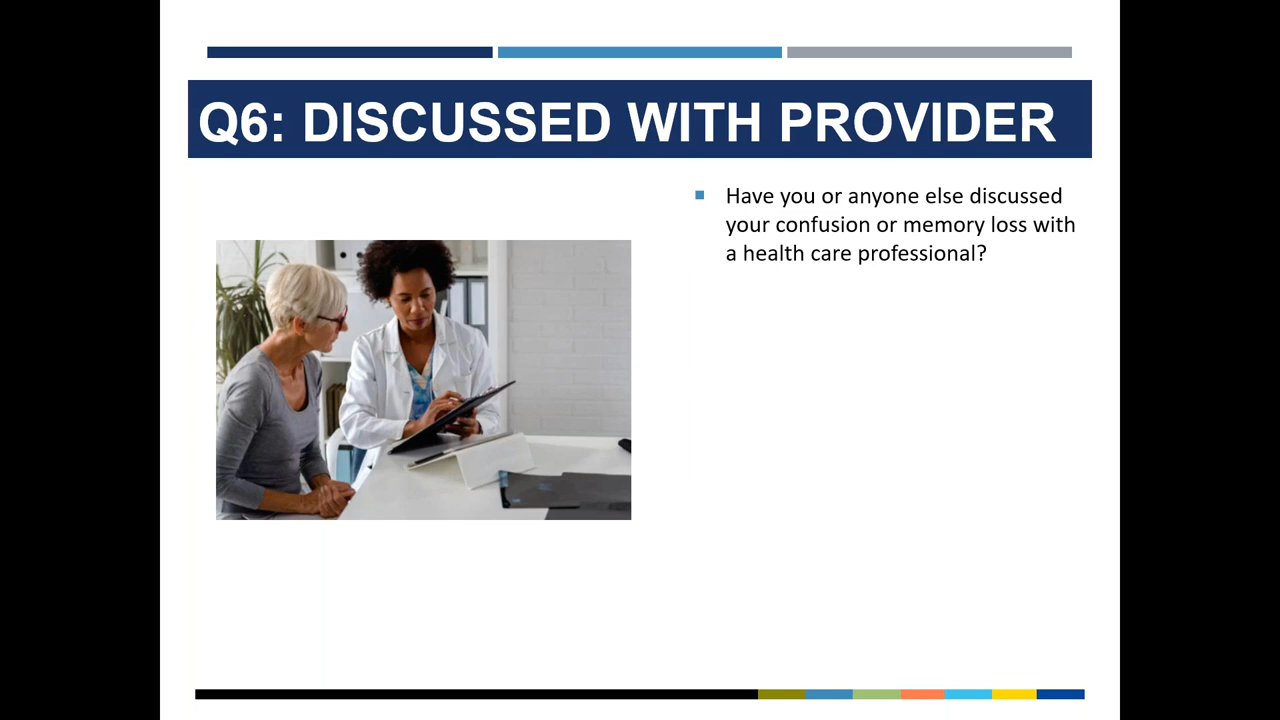 Q6: DISCUSSED WITH PROVIDER
Have you or anyone else discussed
your confusion or memory loss with
a health care professional?